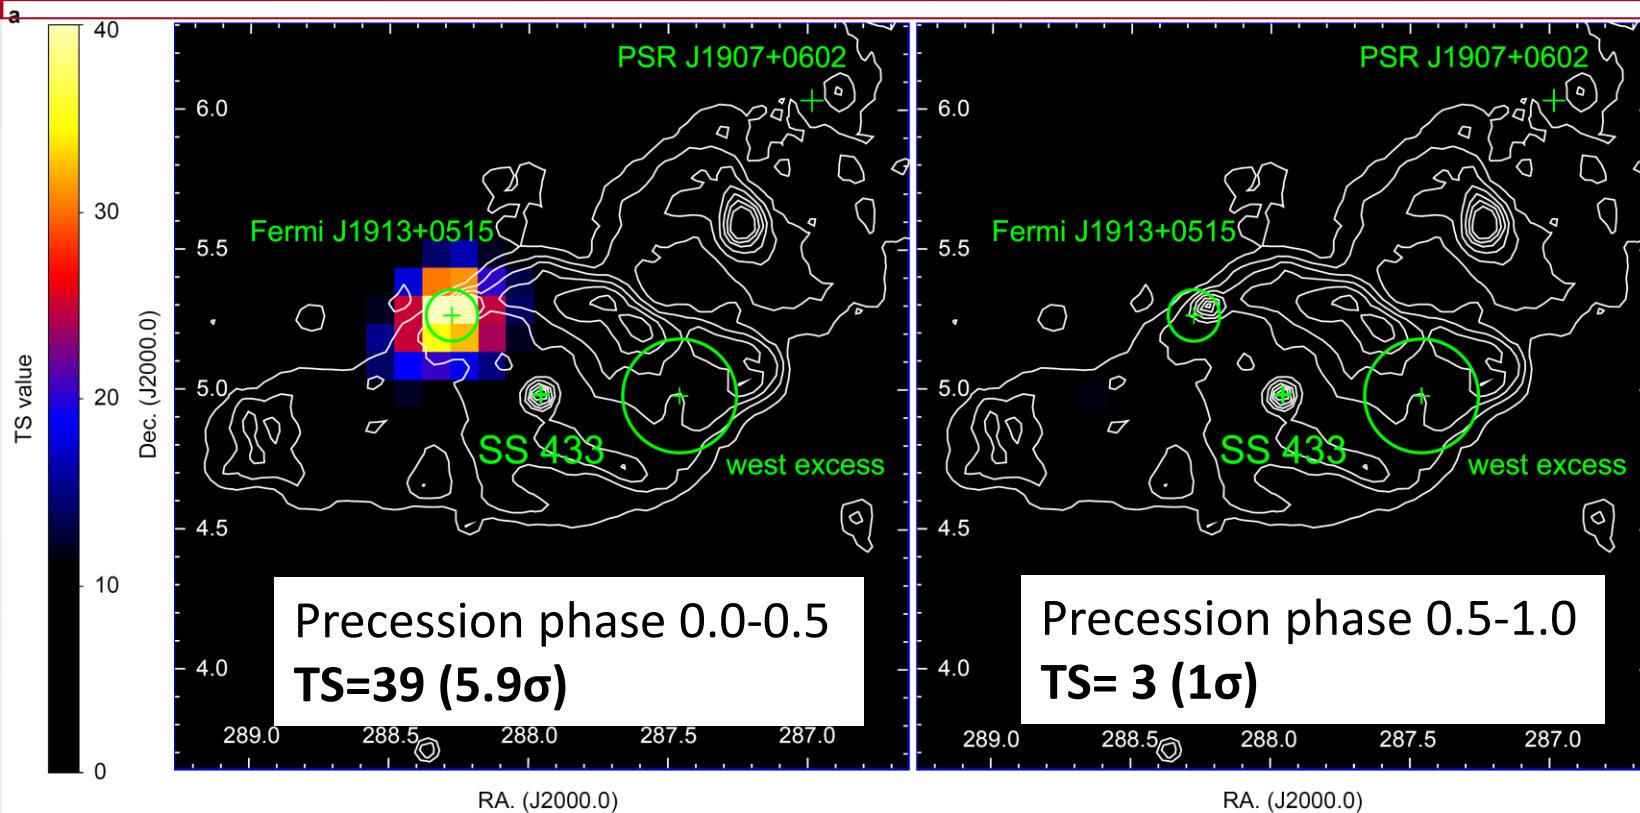 a
40
30
20
10
0
TS value
Dec. (J2000.0)
6.0
5.5
5.0
4.5
4.0
PSR J1907+0602
Fermi J1913+0515
SS 433
west excess
Precession phase 0.0-0.5
TS=39 (5.9σ)
289.0 288.5 288.0 287.5 287.0
RA. (J2000.0)
6.0
5.5
5.0
4.5
4.0
PSR J1907+0602
Fermi J1913+0515
SS 433
west excess
Precession phase 0.5-1.0
TS= 3 (1σ)
289.0 288.5 288.0 287.5 287.0
RA. (J2000.0)